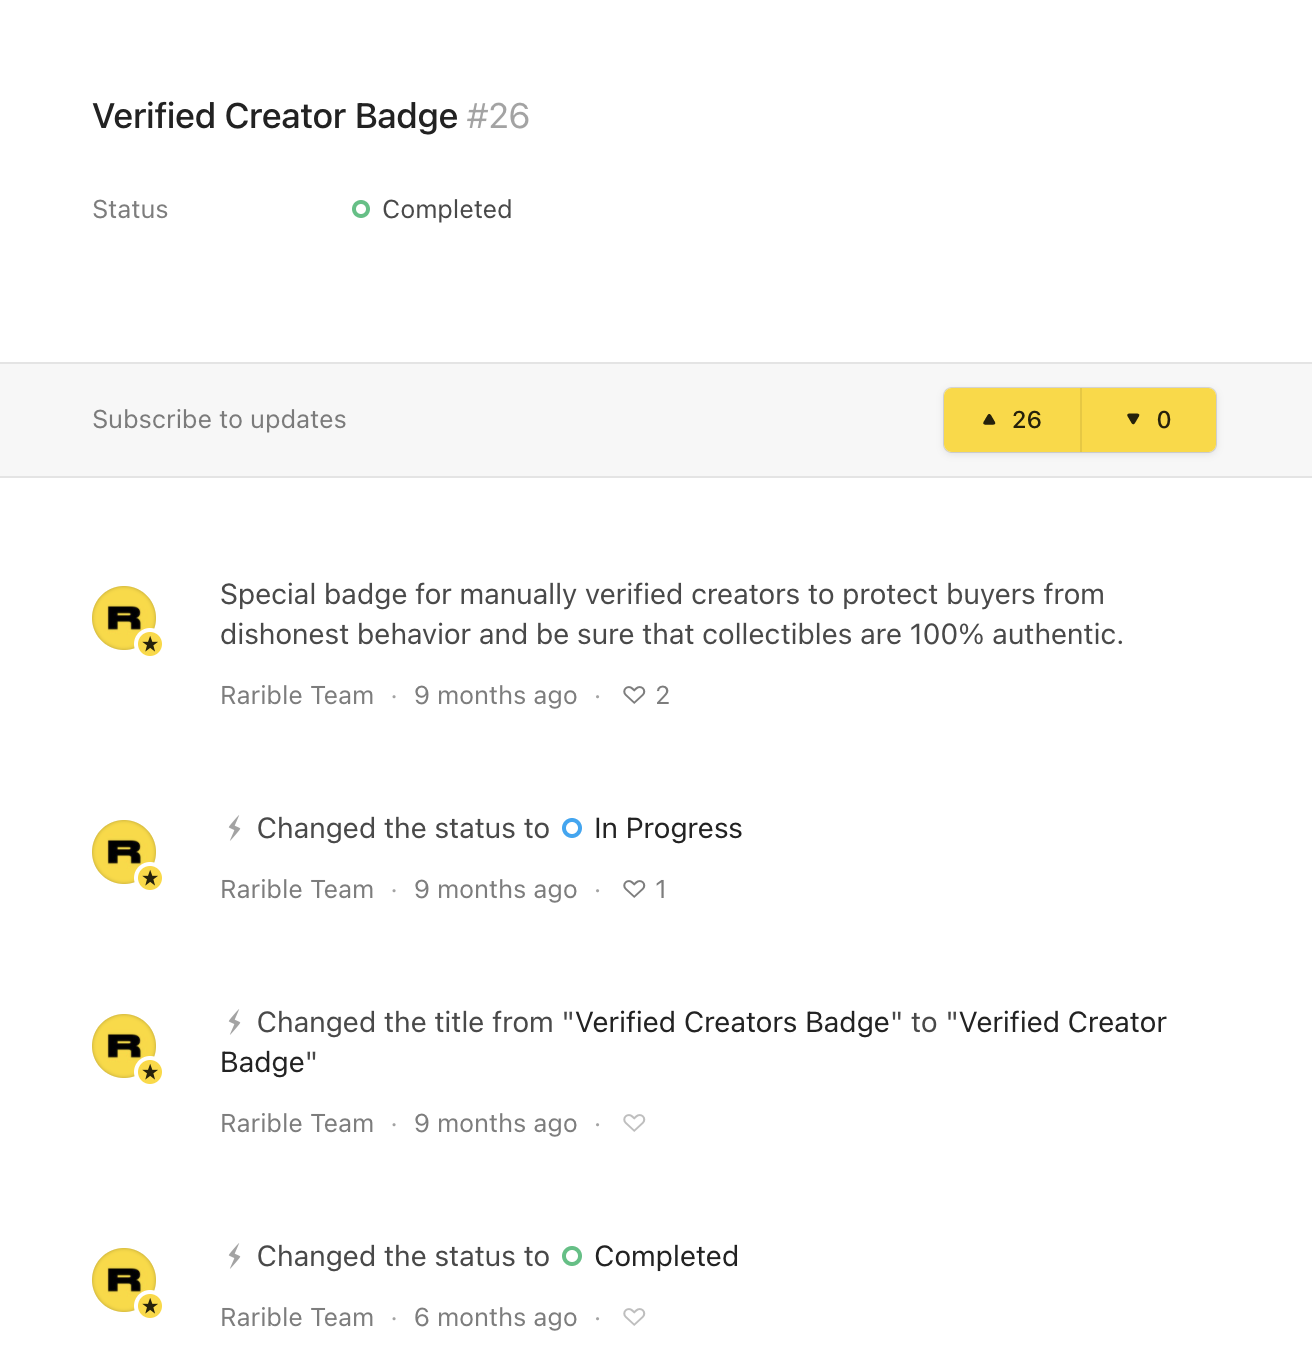 Verified Creator Badge #26
Status Completed
Subscribe to updates
26 0
R
Special badge for manually verified creators to protect buyers from
dishonest behavior and be sure that collectibles are 100% authentic.
Rarible Team · 9 months ago · 2
R
Changed the status to In Progress
Rarible Team · 9 months ago · 1
R
Changed the title from "Verified Creators Badge" to "Verified Creator
Badge"
Rarible Team · 9 months ago ·
R
Changed the status to Completed
Rarible Team · 6 months ago ·